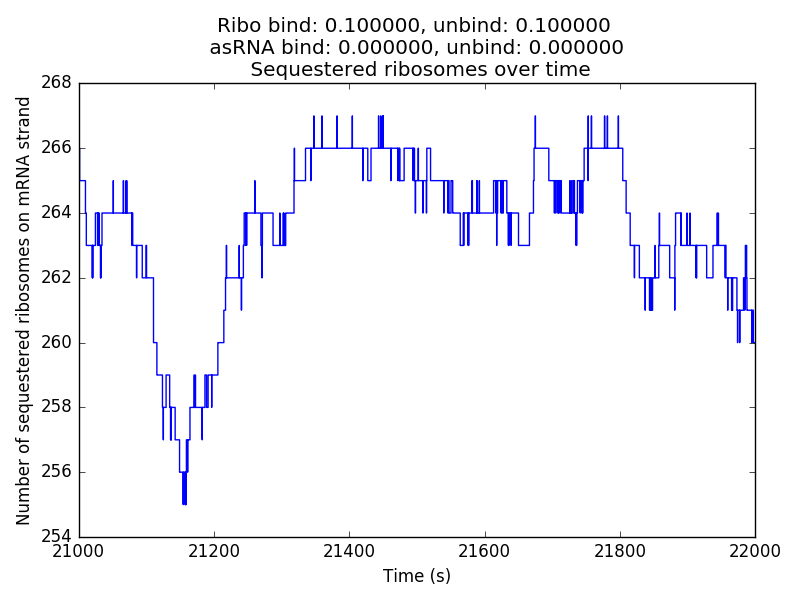 Ribo bind: 0.100000, unbind: 0.100000
asRNA bind: 0.000000, unbind: 0.000000
Sequestered ribosomes over time
Number of sequestered ribosomes on mRNA strand
268
266
264
262
260
258
256
254
21000
21200
21400
21600
21800
22000
Time (s)